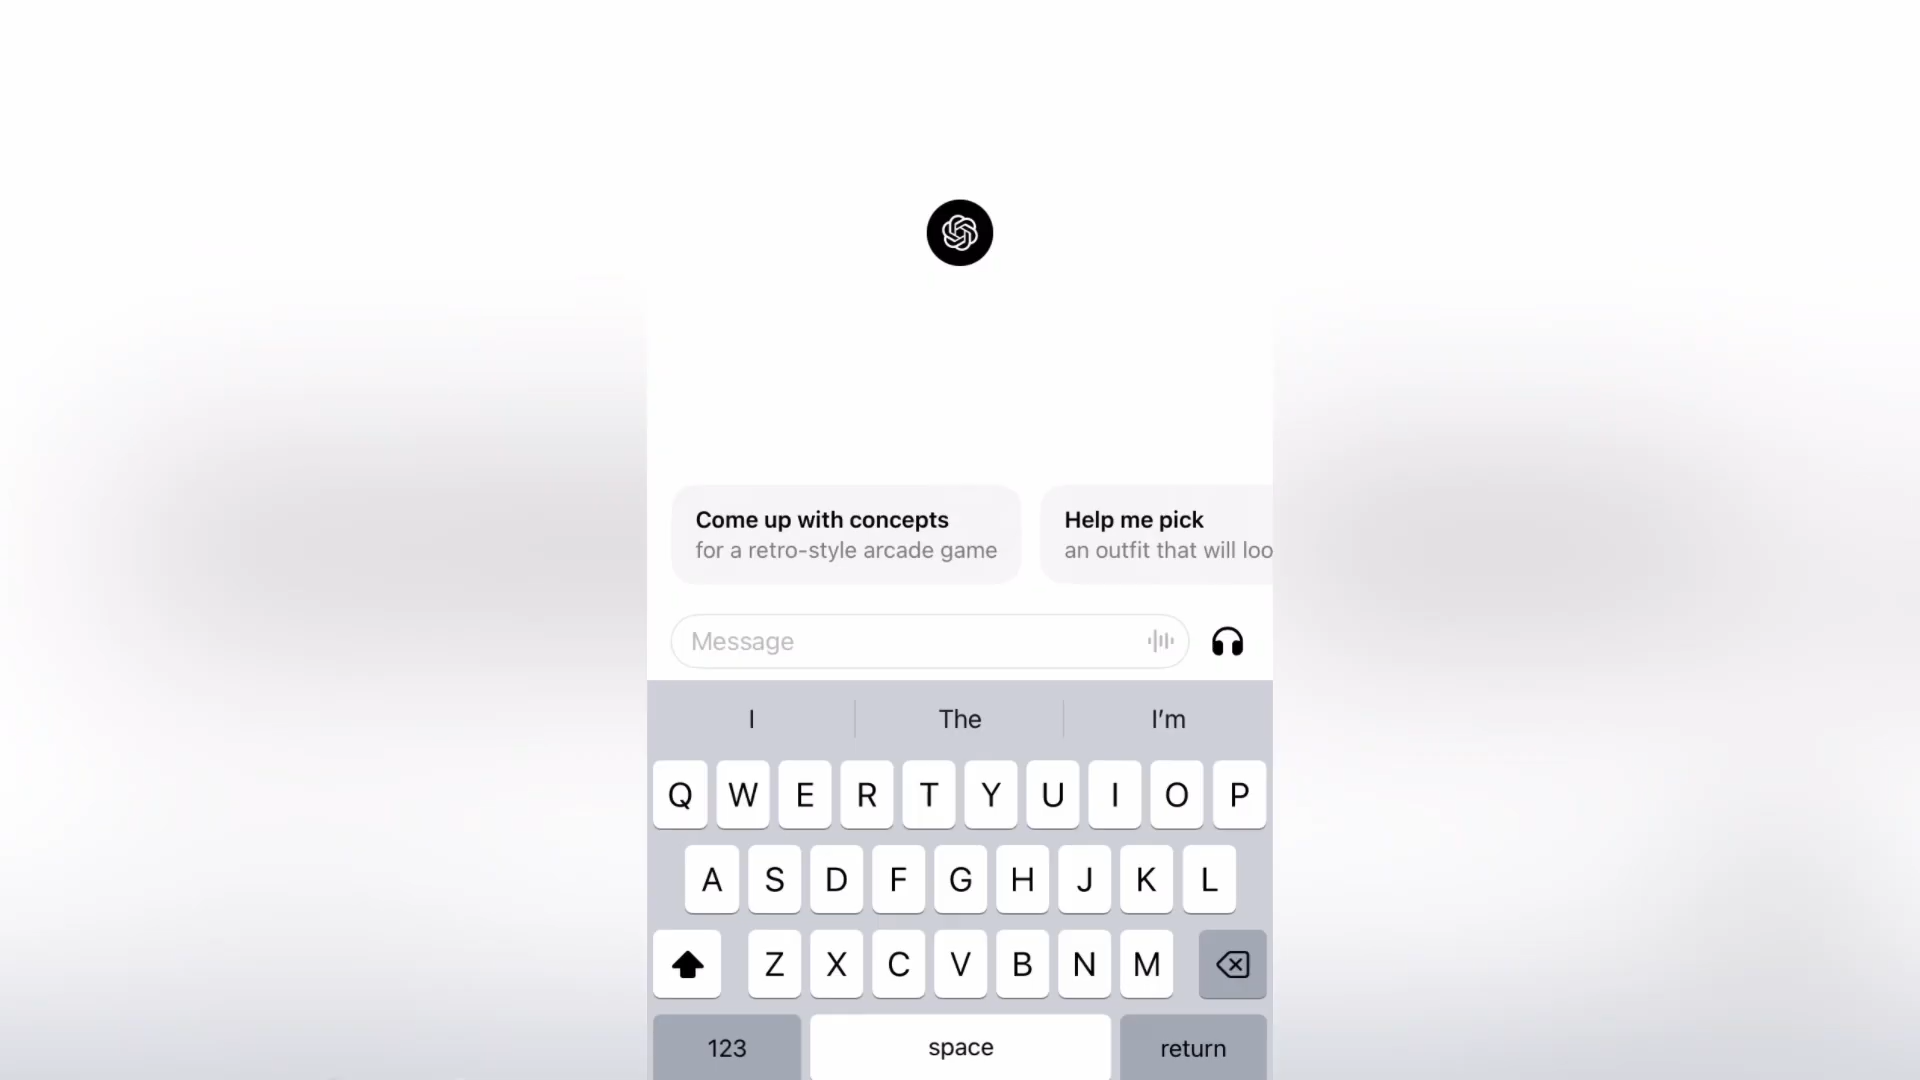 Come up with concepts
for a retro-style arcade game
Help me pick
an outfit that will loo
Message
I
The
I’m
Q W E R T Y U I O P
A S D F G H J K L
Z X C V B N M
123
space
return